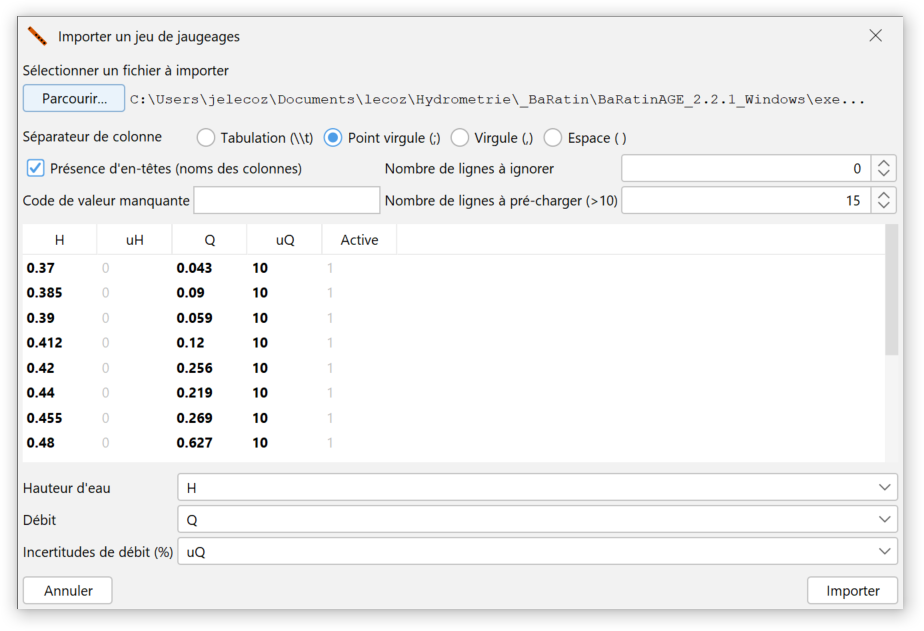 Importer un jeu de jaugeages
Sélectionner un fichier à importer
Parcourir... C:\Users\jelecoz\Documents\lecoz\Hydrometrie\_BaRatin\BaRatinAGE_2.2.1_Windows\exe...
Séparateur de colonne Tabulation (\\t) Point virgule (;) Virgule (,) Espace ( )
Présence d'en-têtes (noms des colonnes) Nombre de lignes à ignorer 0
Code de valeur manquante Nombre de lignes à pré-charger (>10) 15
H uH Q uQ Active
0.37 0 0.043 10 1
0.385 0 0.09 10 1
0.39 0 0.059 10 1
0.412 0 0.12 10 1
0.42 0 0.256 10 1
0.44 0 0.219 10 1
0.455 0 0.269 10 1
0.48 0 0.627 10 1
Hauteur d'eau H
Débit Q
Incertitudes de débit (%) uQ
Annuler Importer